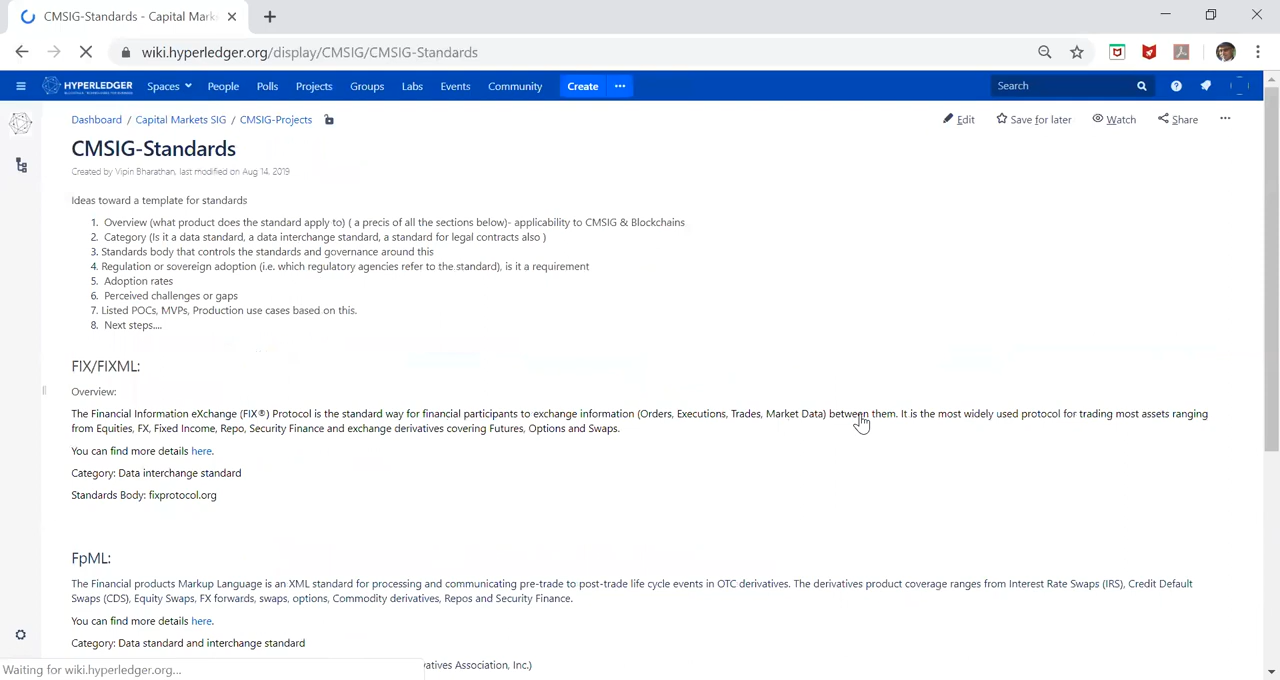 CMSIG-Standards - Capital Mark
wiki.hyperledger.org/display/CMSIG/CMSIG-Standards
HYPERLEDGER Spaces People Polls Projects Groups Labs Events Community Create ••• Search
Dashboard / Capital Markets SIG / CMSIG-Projects Edit Save for later Watch Share •••
CMSIG-Standards
Created by Vipin Bharathan, last modified on Aug 14, 2019
Ideas toward a template for standards
1. Overview (what product does the standard apply to) ( a precis of all the sections below)- applicability to CMSIG & Blockchains
2. Category (Is it a data standard, a data interchange standard, a standard for legal contracts also )
3. Standards body that controls the standards and governance around this
4. Regulation or sovereign adoption (i.e. which regulatory agencies refer to the standard), is it a requirement
5. Adoption rates
6. Perceived challenges or gaps
7. Listed POCs, MVPs, Production use cases based on this.
8. Next steps....
FIX/FIXML:
Overview:
The Financial Information eXchange (FIX®) Protocol is the standard way for financial participants to exchange information (Orders, Executions, Trades, Market Data) between them. It is the most widely used protocol for trading most assets ranging
from Equities, FX, Fixed Income, Repo, Security Finance and exchange derivatives covering Futures, Options and Swaps.
You can find more details here.
Category: Data interchange standard
Standards Body: fixprotocol.org
FpML:
The Financial products Markup Language is an XML standard for processing and communicating pre-trade to post-trade life cycle events in OTC derivatives. The derivatives product coverage ranges from Interest Rate Swaps (IRS), Credit Default
Swaps (CDS), Equity Swaps, FX forwards, swaps, options, Commodity derivatives, Repos and Security Finance.
You can find more details here.
Category: Data standard and interchange standard
vatives Association, Inc.)
Waiting for wiki.hyperledger.org...